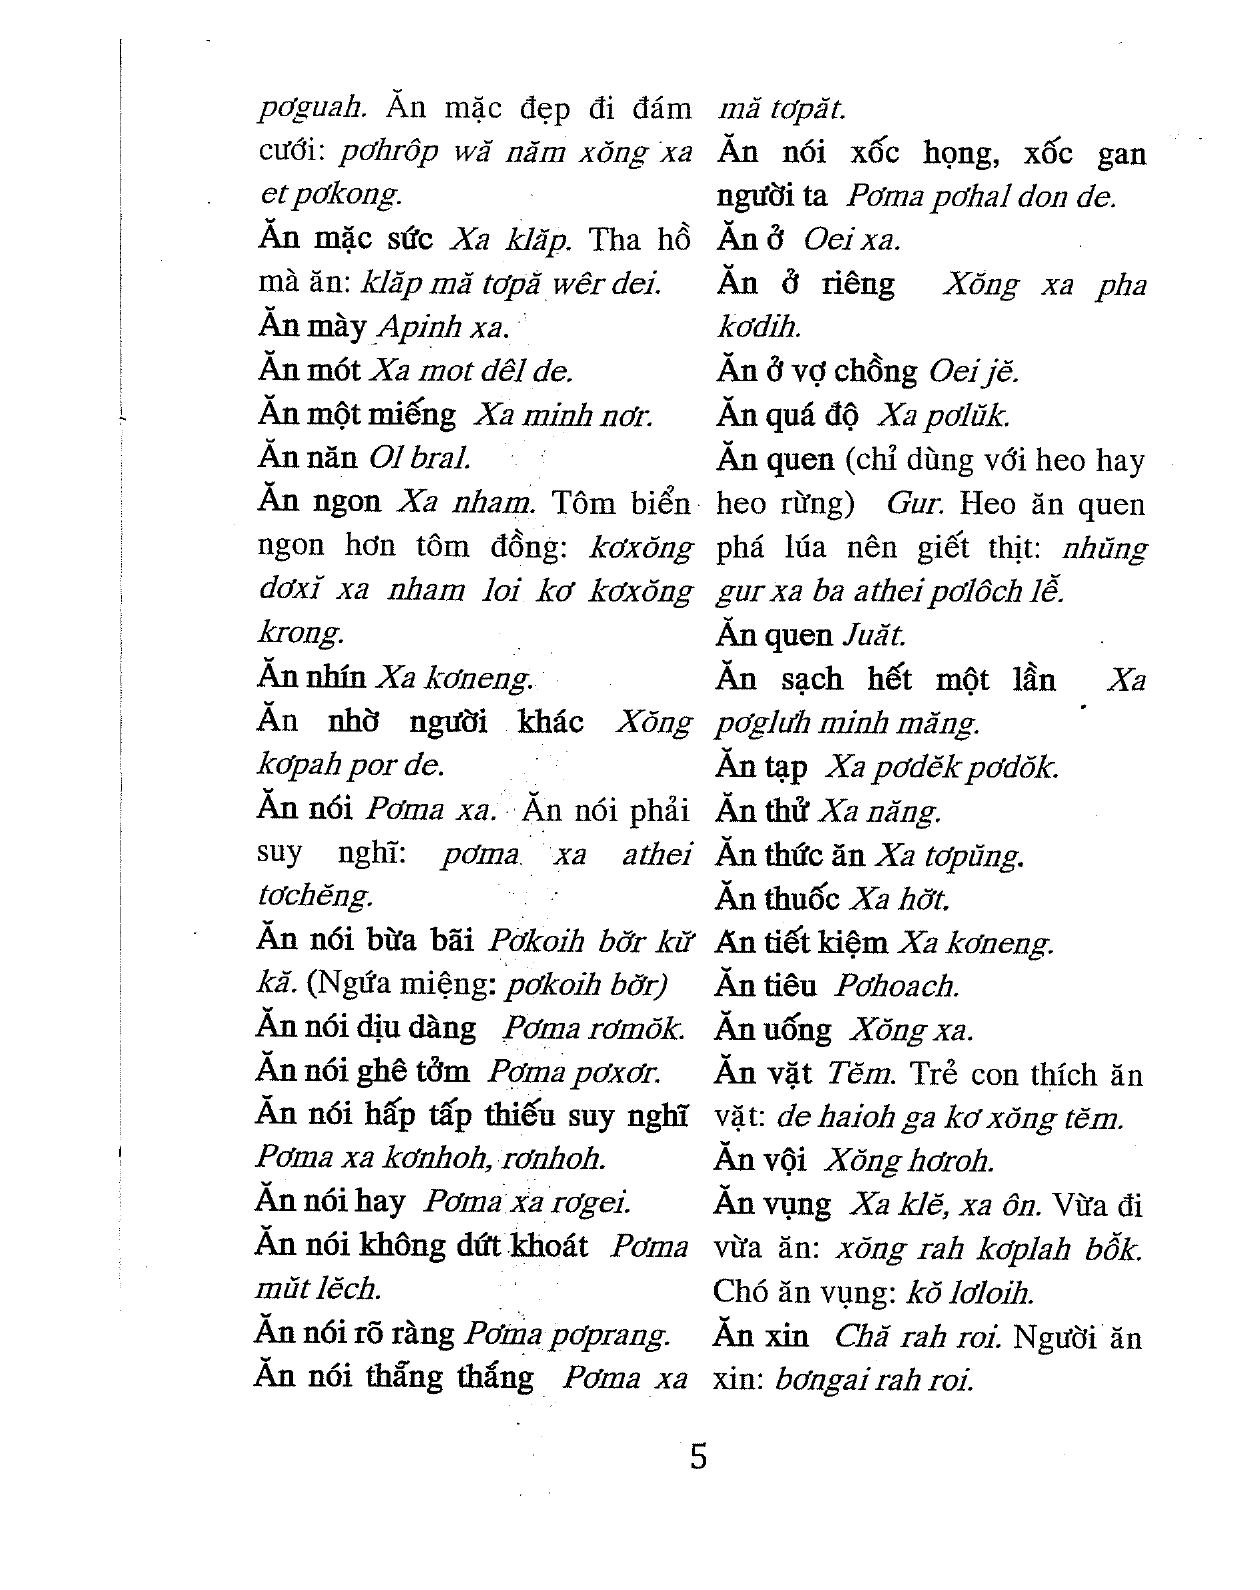 pơguah. Ăn mặc đẹp đi đám
cưới: pơhrôp wă năm xŏng xa
et pơkong.
Ăn mặc sức Xa klăp. Tha hồ
mà ăn: klăp mă tơpă wêr dei.
Ăn mày Apinh xa.
Ăn mót Xa mot dêl de.
Ăn một miếng Xa minh nơr.
Ăn năn Ol bral.
Ăn ngon Xa nham. Tôm biển
ngon hơn tôm đồng: kơxŏng
dơxĭ xa nham loi kơ kơxŏng
krong.
Ăn nhín Xa kơneng.
Ăn nhờ người khác Xŏng
kơpah por de.
Ăn nói Pơma xa. Ăn nói phải
suy nghĩ: pơma xa athei
tơchĕng.
Ăn nói bừa bãi Pơkoih bơ̆r kư̆
kă. (Ngứa miệng: pơkoih bơ̆r)
Ăn nói dịu dàng Pơma rơmŏk.
Ăn nói ghê tởm Pơma pơxơr.
Ăn nói hấp tấp thiếu suy nghĩ
Pơma xa kơnhoh, rơnhoh.
Ăn nói hay Pơma xa rơgei.
Ăn nói không dứt khoát Pơma
mŭt lĕch.
Ăn nói rõ ràng Pơma pơprang.
Ăn nói thẳng thắng Pơma xa
mă tơpăt.
Ăn nói xốc họng, xốc gan
người ta Pơma pơhal don de.
Ăn ở Oei xa.
Ăn ở riêng Xŏng xa pha
kơdih.
Ăn ở vợ chồng Oei jĕ.
Ăn quá độ Xa pơlŭk.
Ăn quen (chỉ dùng với heo hay
heo rừng) Gur. Heo ăn quen
phá lúa nên giết thịt: nhŭng
gur xa ba athei pơlôch lê̆.
Ăn quen Juăt.
Ăn sạch hết một lần Xa
pơglưh minh măng.
Ăn tạp Xa pơdĕk pơdŏk.
Ăn thử Xa năng.
Ăn thức ăn Xa tơpŭng.
Ăn thuốc Xa hơ̆t.
Ăn tiết kiệm Xa kơneng.
Ăn tiêu Pơhoach.
Ăn uống Xŏng xa.
Ăn vặt Tĕm. Trẻ con thích ăn
vặt: de haioh ga kơ xŏng tĕm.
Ăn vội Xŏng hơroh.
Ăn vụng Xa klĕ, xa ôn. Vừa đi
vừa ăn: xŏng rah kơplah bô̆k.
Chó ăn vụng: kŏ lơloih.
Ăn xin Chă rah roi. Người ăn
xin: bơngai rah roi.
5